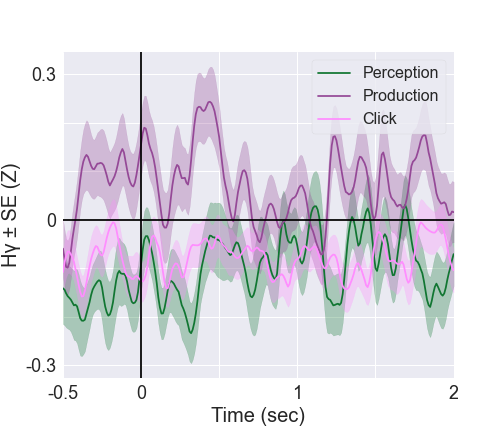 0.3
0
-0.3
Hγ ± SE (Z)
Perception
Production
Click
-0.5
0
1
2
Time (sec)